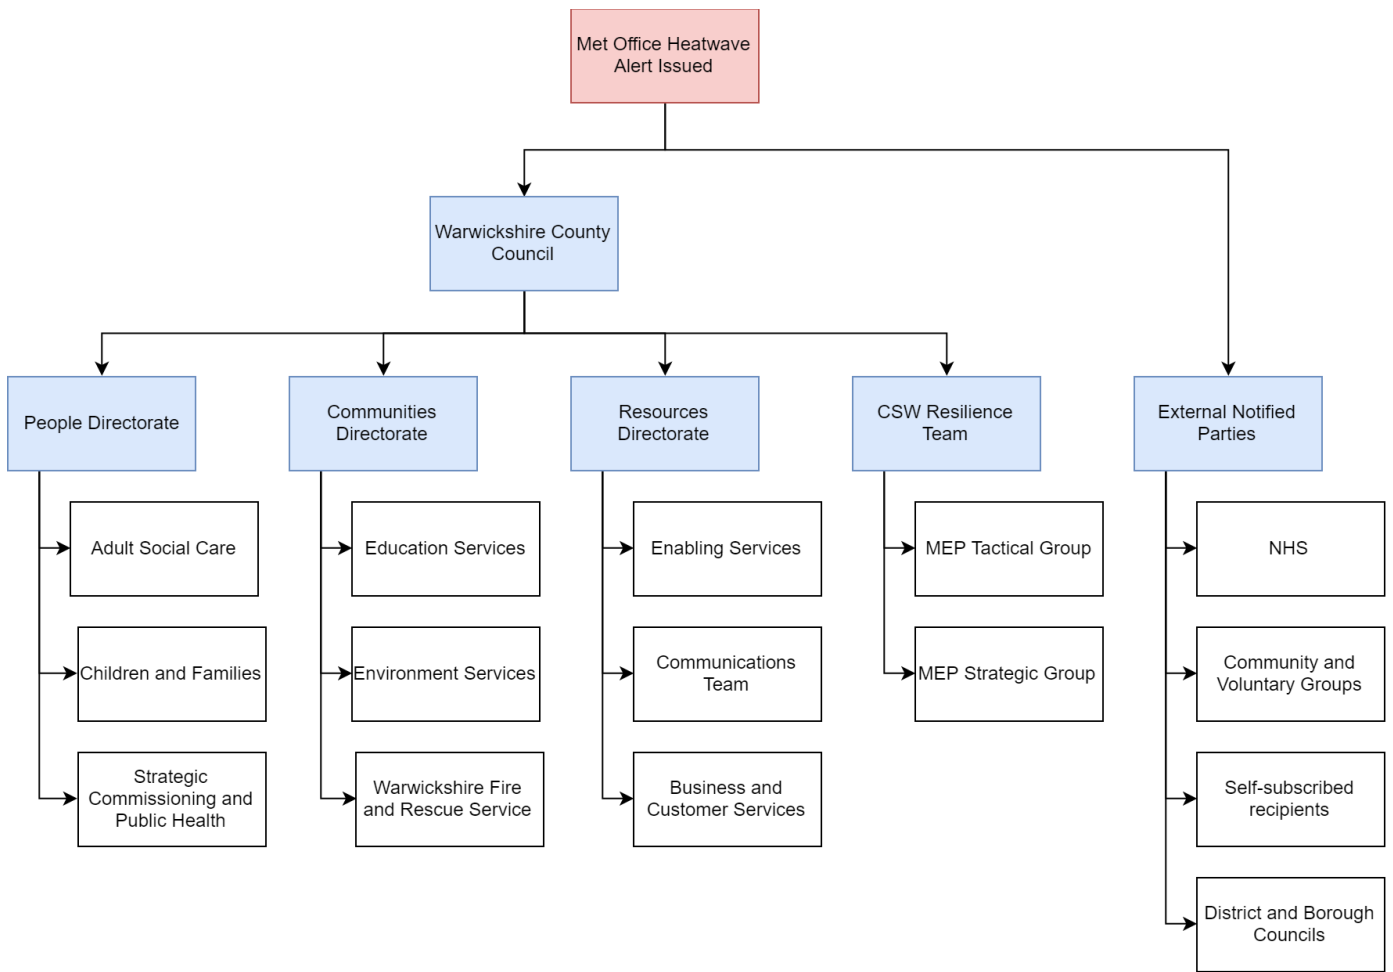 Met Office Heatwave
Alert Issued
Warwickshire County
Council
People Directorate
Communities
Directorate
Resources
Directorate
CSW Resilience
Team
External Notified
Parties
Adult Social Care
Education Services
Enabling Services
MEP Tactical Group
NHS
Children and Families
Environment Services
Communications
Team
MEP Strategic Group
Community and
Voluntary Groups
Strategic
Commissioning and
Public Health
Warwickshire Fire
and Rescue Service
Business and
Customer Services
Self-subscribed
recipients
District and Borough
Councils